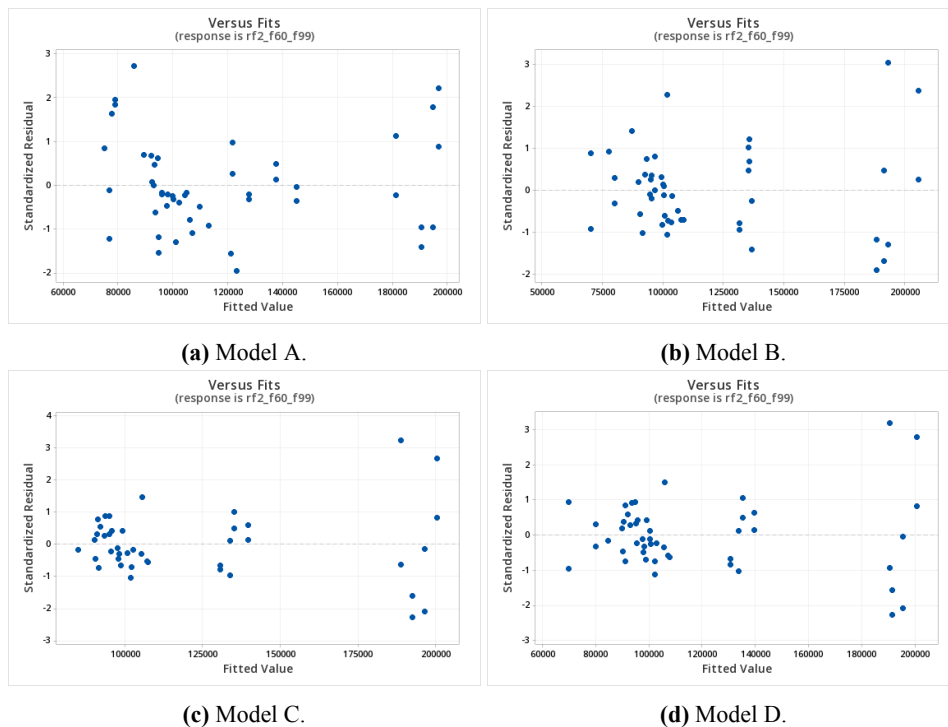 Versus Fits
(response is rf2_f60_f99)
3
2
1
0
-1
-2
Standardized Residual
60000 80000 100000 120000 140000 160000 180000 200000
Fitted Value
(a) Model A.
Versus Fits
(response is rf2_f60_f99)
3
2
1
0
-1
-2
Standardized Residual
50000 75000 100000 125000 150000 175000 200000
Fitted Value
(b) Model B.
Versus Fits
(response is rf2_f60_f99)
4
3
2
1
0
-1
-2
-3
Standardized Residual
100000 125000 150000 175000 200000
Fitted Value
(c) Model C.
Versus Fits
(response is rf2_f60_f99)
3
2
1
0
-1
-2
-3
Standardized Residual
60000 80000 100000 120000 140000 160000 180000 200000
Fitted Value
(d) Model D.